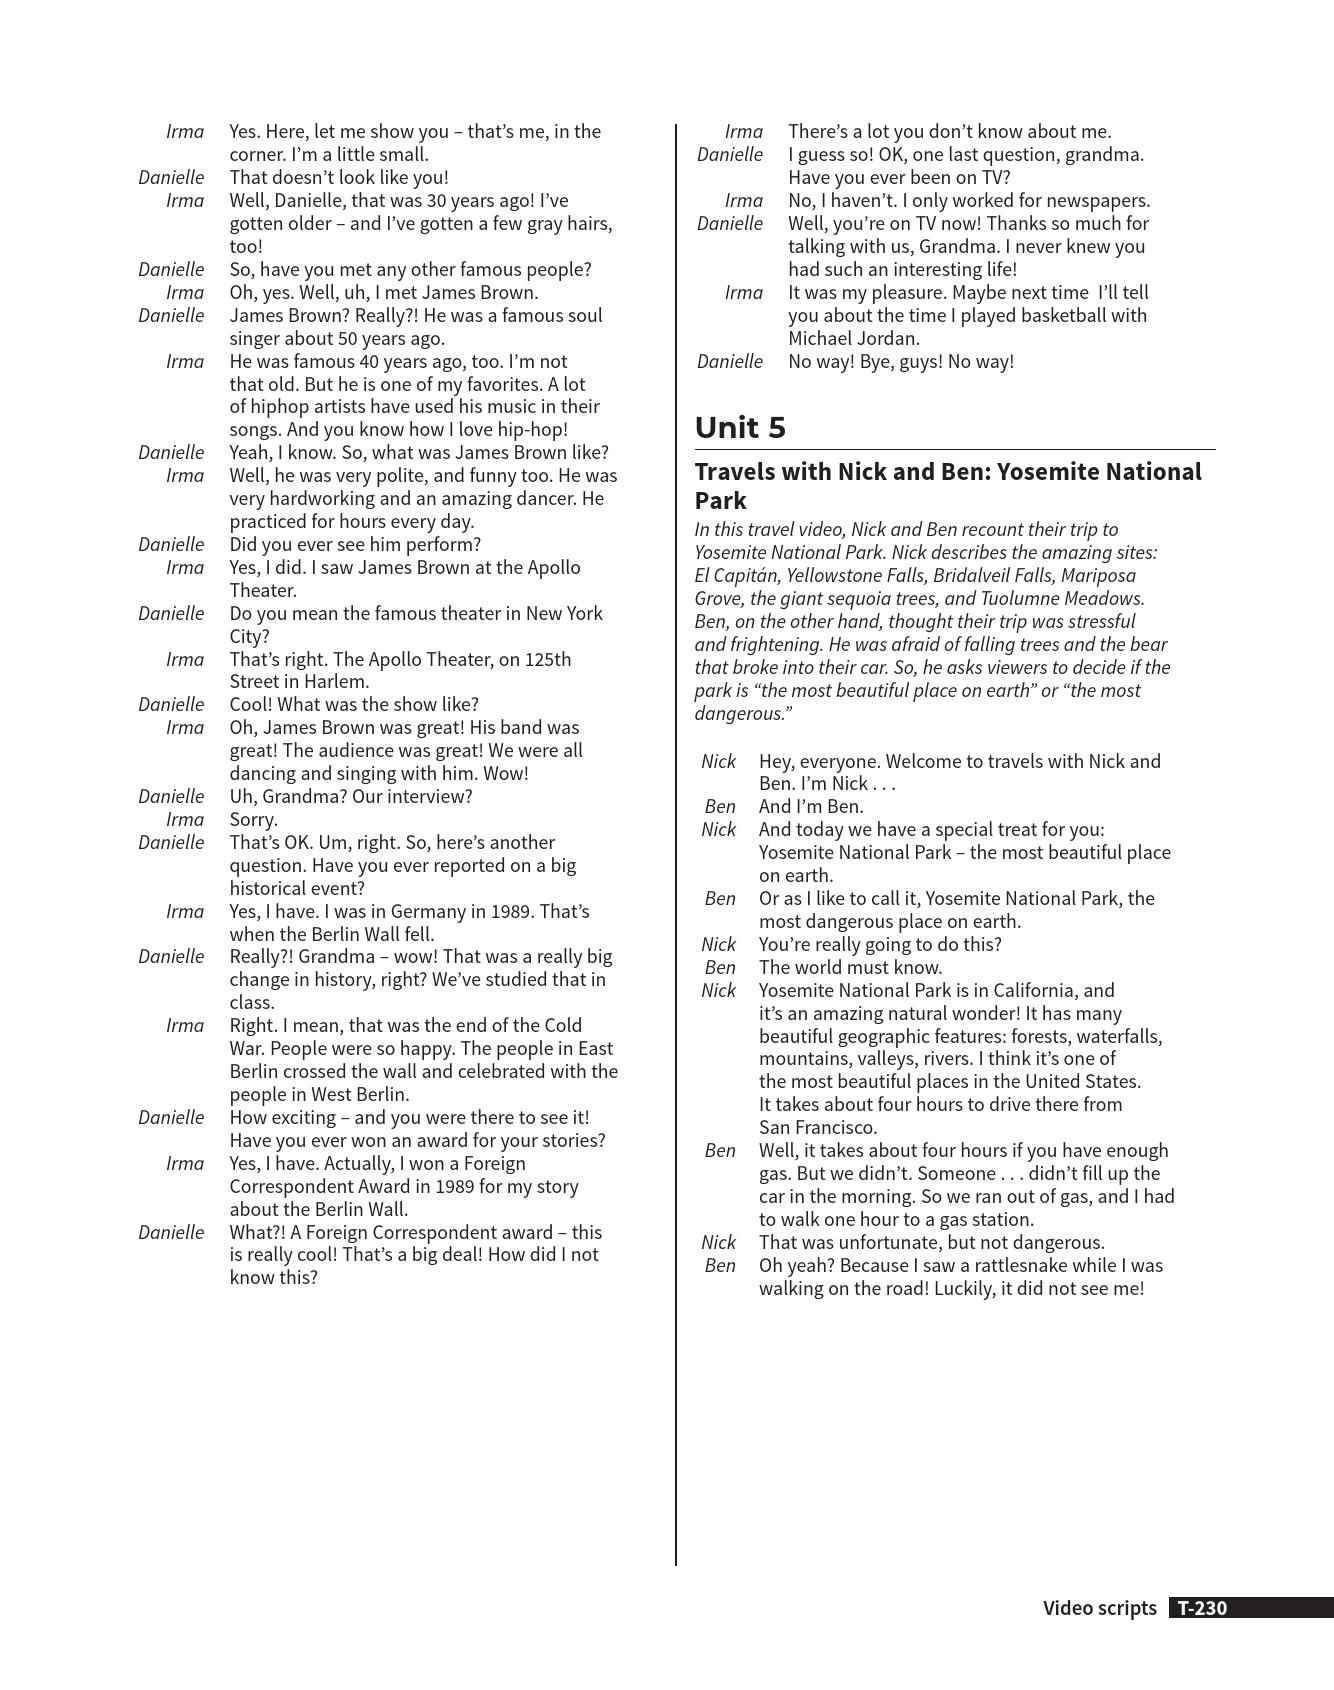 Irma Yes. Here, let me show you – that's me, in the
corner. I'm a little small.
Danielle That doesn't look like you!
Irma Well, Danielle, that was 30 years ago! I've
gotten older – and I've gotten a few gray hairs,
too!
Danielle So, have you met any other famous people?
Irma Oh, yes. Well, uh, I met James Brown.
Danielle James Brown? Really?! He was a famous soul
singer about 50 years ago.
Irma He was famous 40 years ago, too. I'm not
that old. But he is one of my favorites. A lot
of hiphop artists have used his music in their
songs. And you know how I love hip-hop!
Danielle Yeah, I know. So, what was James Brown like?
Irma Well, he was very polite, and funny too. He was
very hardworking and an amazing dancer. He
practiced for hours every day.
Danielle Did you ever see him perform?
Irma Yes, I did. I saw James Brown at the Apollo
Theater.
Danielle Do you mean the famous theater in New York
City?
Irma That's right. The Apollo Theater, on 125th
Street in Harlem.
Danielle Cool! What was the show like?
Irma Oh, James Brown was great! His band was
great! The audience was great! We were all
dancing and singing with him. Wow!
Danielle Uh, Grandma? Our interview?
Irma Sorry.
Danielle That's OK. Um, right. So, here's another
question. Have you ever reported on a big
historical event?
Irma Yes, I have. I was in Germany in 1989. That's
when the Berlin Wall fell.
Danielle Really?! Grandma – wow! That was a really big
change in history, right? We've studied that in
class.
Irma Right. I mean, that was the end of the Cold
War. People were so happy. The people in East
Berlin crossed the wall and celebrated with the
people in West Berlin.
Danielle How exciting – and you were there to see it!
Have you ever won an award for your stories?
Irma Yes, I have. Actually, I won a Foreign
Correspondent Award in 1989 for my story
about the Berlin Wall.
Danielle What?! A Foreign Correspondent award – this
is really cool! That's a big deal! How did I not
know this?
Irma There's a lot you don't know about me.
Danielle I guess so! OK, one last question, grandma.
Have you ever been on TV?
Irma No, I haven't. I only worked for newspapers.
Danielle Well, you're on TV now! Thanks so much for
talking with us, Grandma. I never knew you
had such an interesting life!
Irma It was my pleasure. Maybe next time I'll tell
you about the time I played basketball with
Michael Jordan.
Danielle No way! Bye, guys! No way!
Unit 5
Travels with Nick and Ben: Yosemite National
Park
In this travel video, Nick and Ben recount their trip to
Yosemite National Park. Nick describes the amazing sites:
El Capitán, Yellowstone Falls, Bridalveil Falls, Mariposa
Grove, the giant sequoia trees, and Tuolumne Meadows.
Ben, on the other hand, thought their trip was stressful
and frightening. He was afraid of falling trees and the bear
that broke into their car. So, he asks viewers to decide if the
park is “the most beautiful place on earth” or “the most
dangerous.”
Nick Hey, everyone. Welcome to travels with Nick and
Ben. I'm Nick . . .
Ben And I'm Ben.
Nick And today we have a special treat for you:
Yosemite National Park – the most beautiful place
on earth.
Ben Or as I like to call it, Yosemite National Park, the
most dangerous place on earth.
Nick You're really going to do this?
Ben The world must know.
Nick Yosemite National Park is in California, and
it's an amazing natural wonder! It has many
beautiful geographic features: forests, waterfalls,
mountains, valleys, rivers. I think it's one of
the most beautiful places in the United States.
It takes about four hours to drive there from
San Francisco.
Ben Well, it takes about four hours if you have enough
gas. But we didn't. Someone . . . didn't fill up the
car in the morning. So we ran out of gas, and I had
to walk one hour to a gas station.
Nick That was unfortunate, but not dangerous.
Ben Oh yeah? Because I saw a rattlesnake while I was
walking on the road! Luckily, it did not see me!
Video scripts T-230